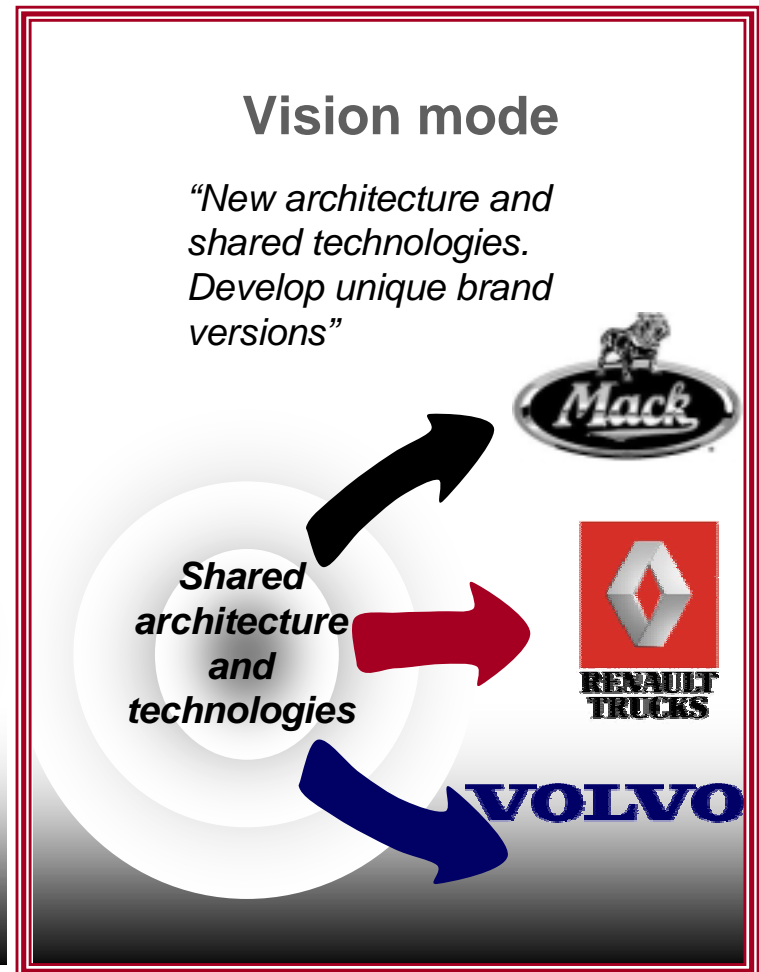 Vision mode
“New architecture and
shared technologies.
Develop unique brand
versions”
Mack
Shared
architecture
and
technologies
RENAULT
TRUCKS
VOLVO